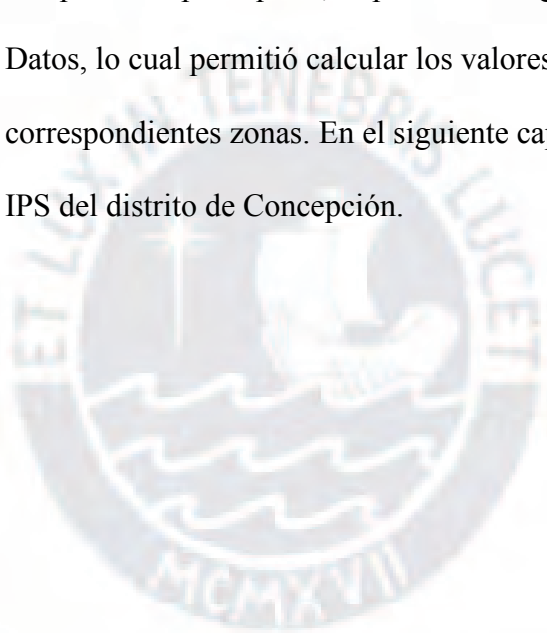 Datos, lo cual permitió calcular los valores
correspondientes zonas. En el siguiente ca
IPS del distrito de Concepción.
ET LUX IN TENEBRIS LUCET
MCMXVII